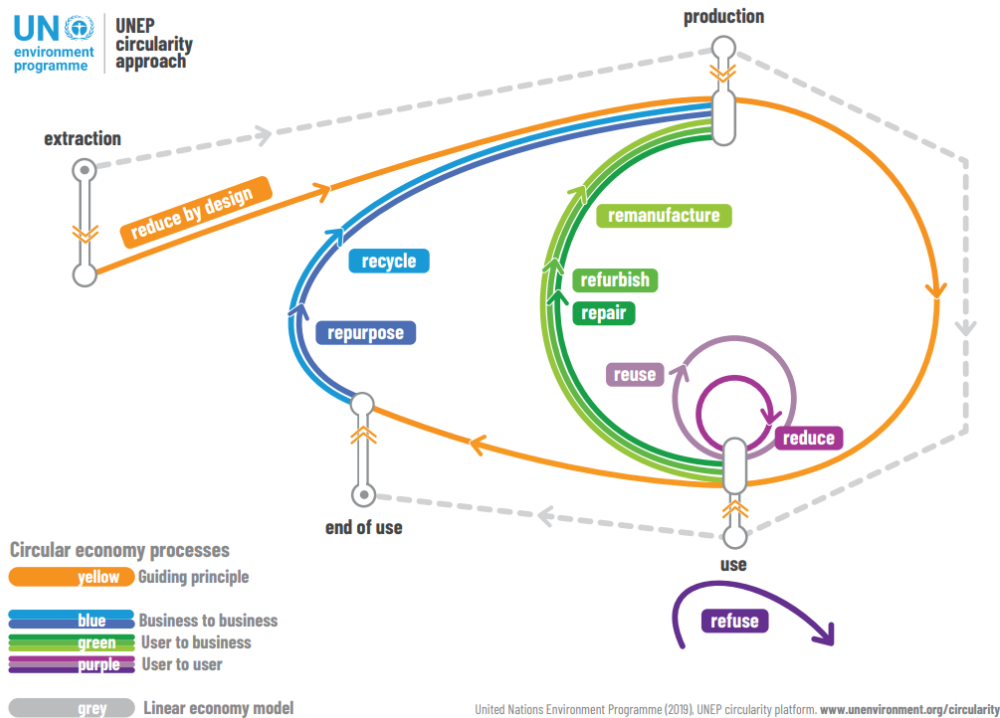 UN
environment
programme
UNEP
circularity
approach
production
extraction
reduce by design
remanufacture
recycle
refurbish
repair
repurpose
reuse
reduce
end of use
use
refuse
Circular economy processes
yellow Guiding principle
blue Business to business
green User to business
purple User to user
grey Linear economy model
United Nations Environment Programme (2019), UNEP circularity platform. www.unenvironment.org/circularity